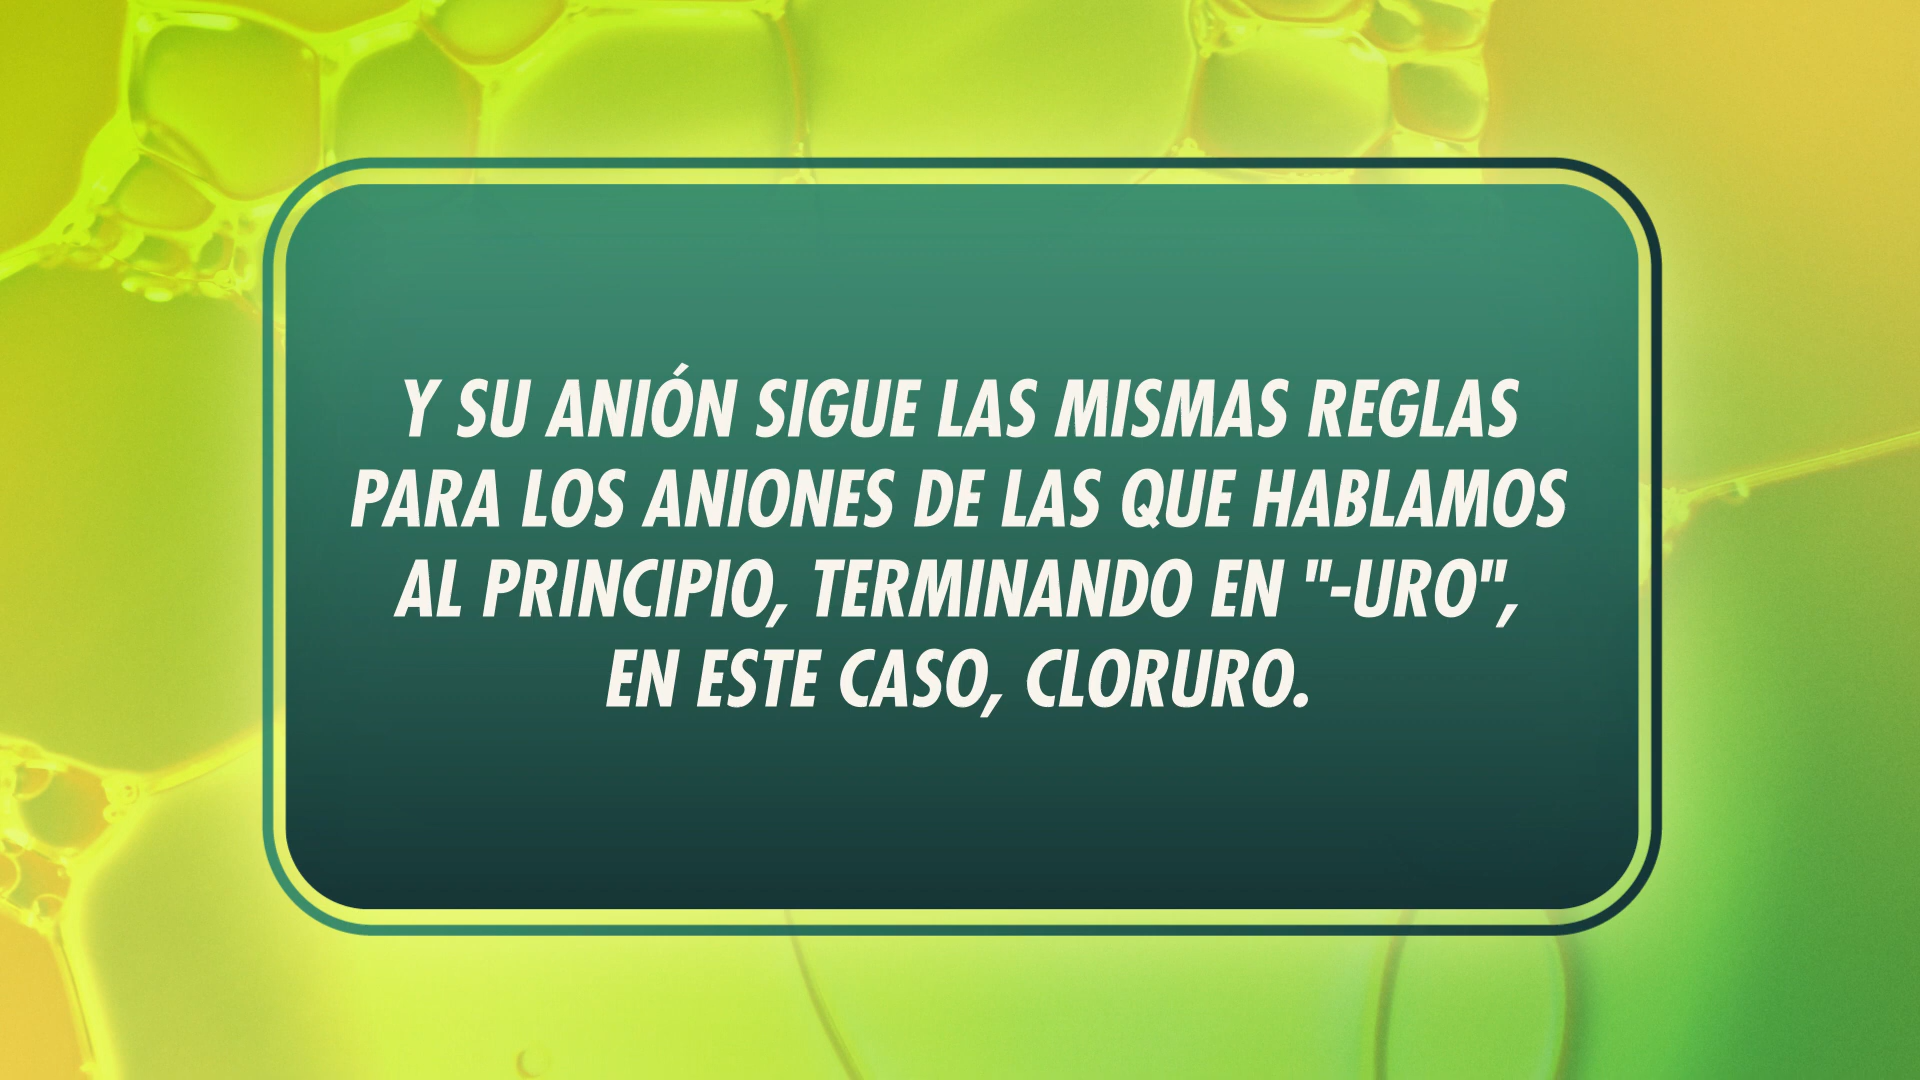 Y SU ANIÓN SIGUE LAS MISMAS REGLAS
PARA LOS ANIONES DE LAS QUE HABLAMOS
AL PRINCIPIO, TERMINANDO EN "-URO",
EN ESTE CASO, CLORURO.